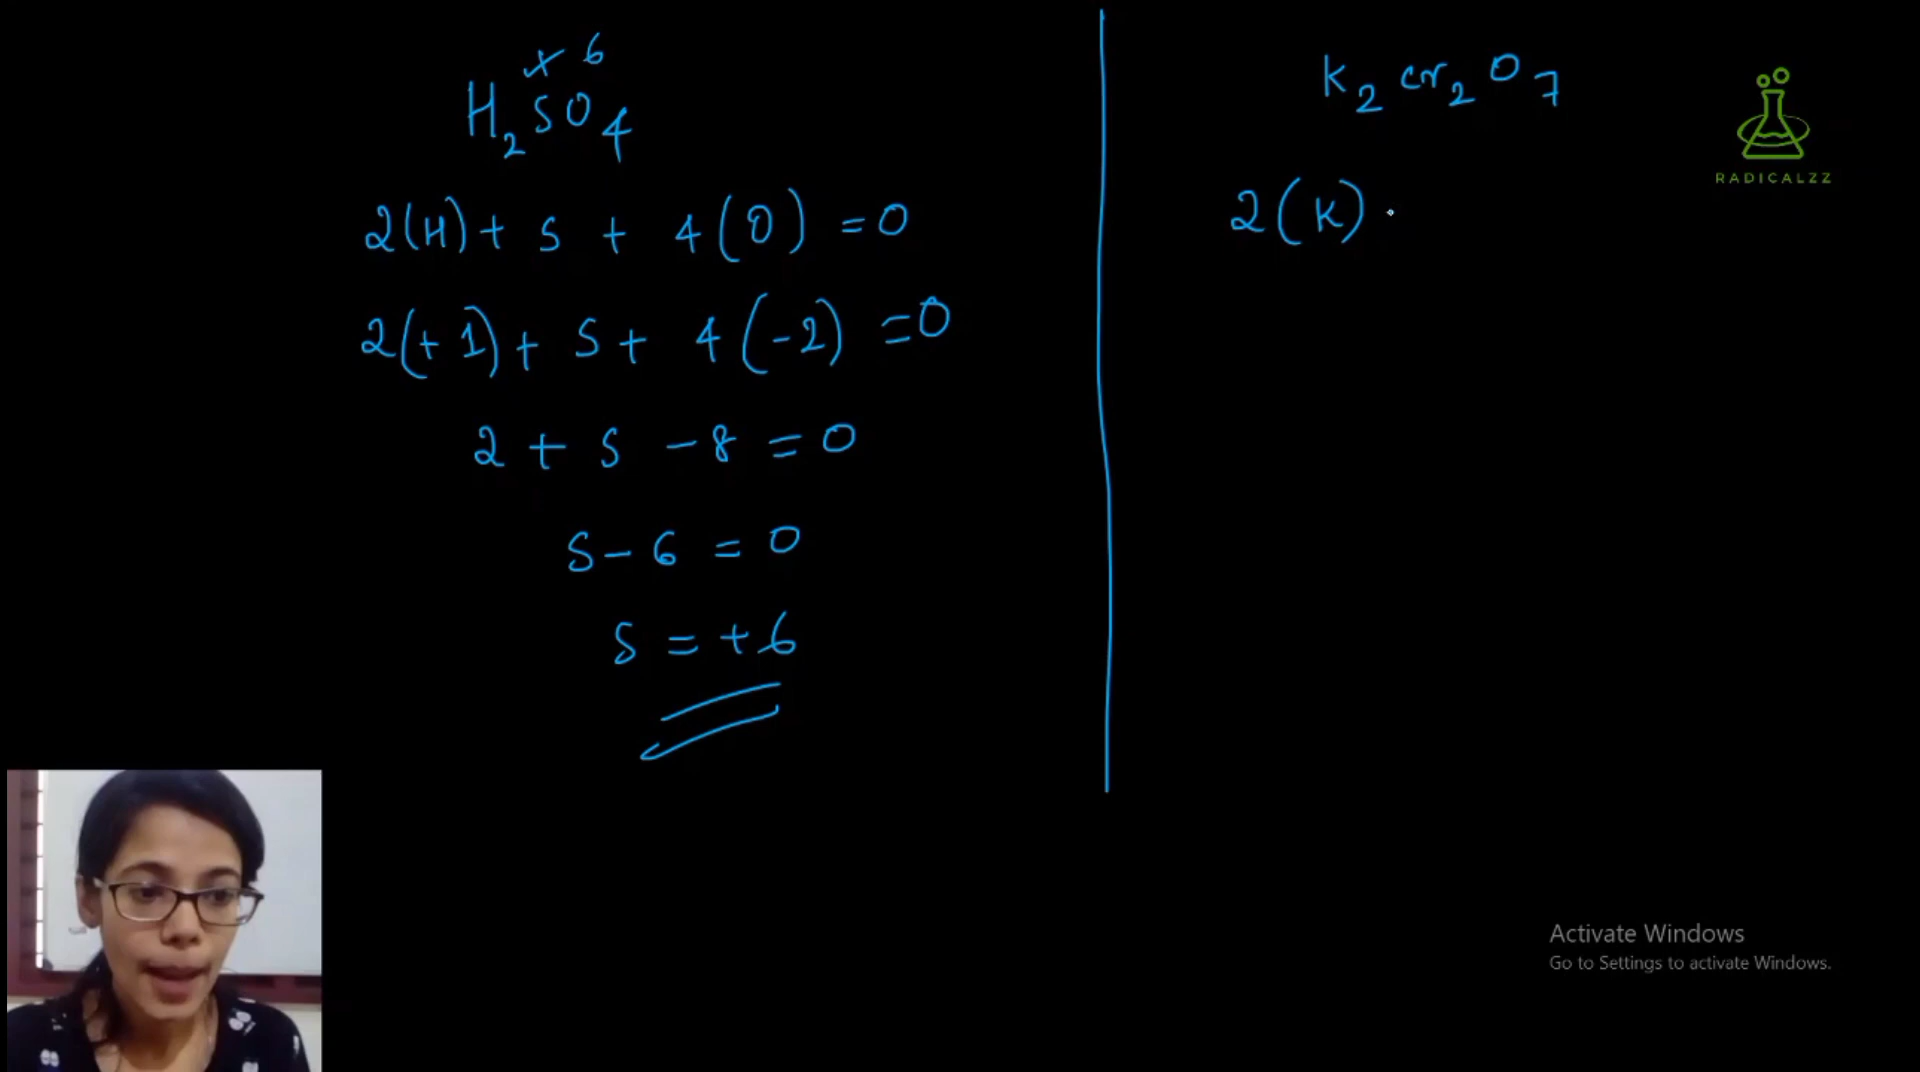 +6
H₂SO₄
2(H) + S + 4(O) = 0
2(+1) + S + 4(-2) = 0
2 + S - 8 = 0
S - 6 = 0
S = +6
K₂cr₂O₇
2(K)
RADICALZZ
Activate Windows
Go to Settings to activate Windows.